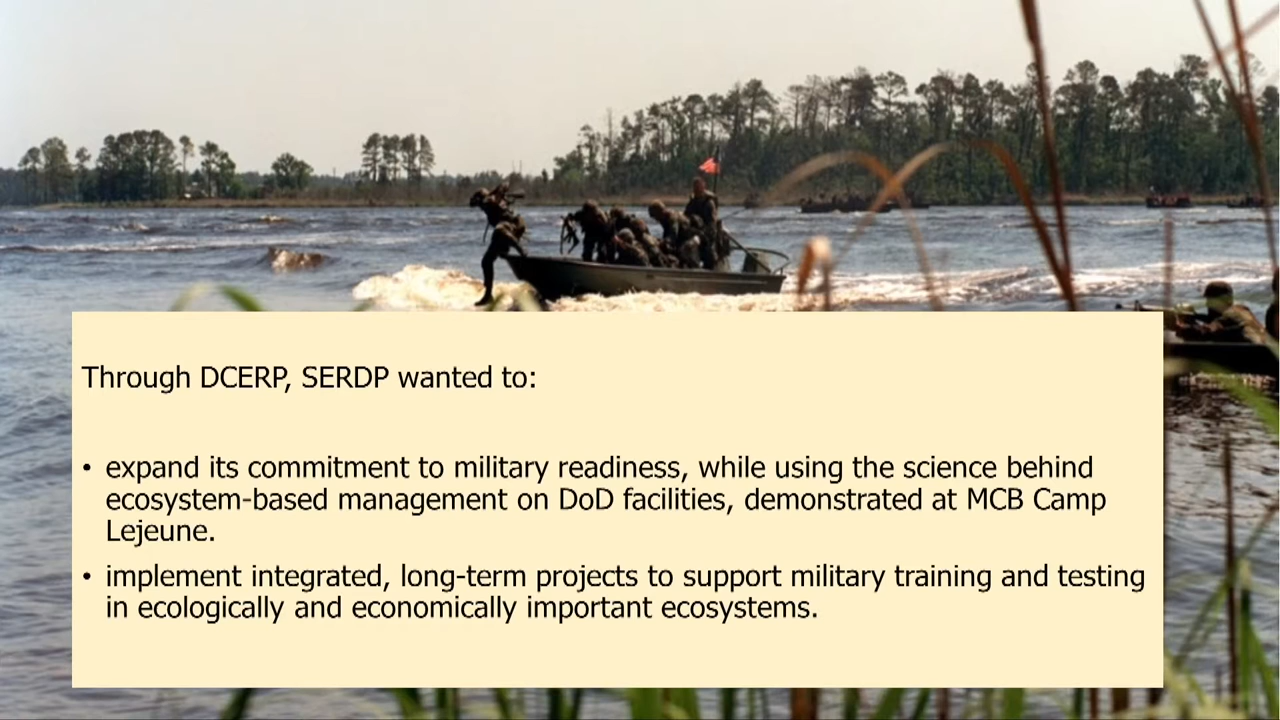 Through DCERP, SERDP wanted to:
• expand its commitment to military readiness, while using the science behind
ecosystem-based management on DoD facilities, demonstrated at MCB Camp
Lejeune.
• implement integrated, long-term projects to support military training and testing
in ecologically and economically important ecosystems.